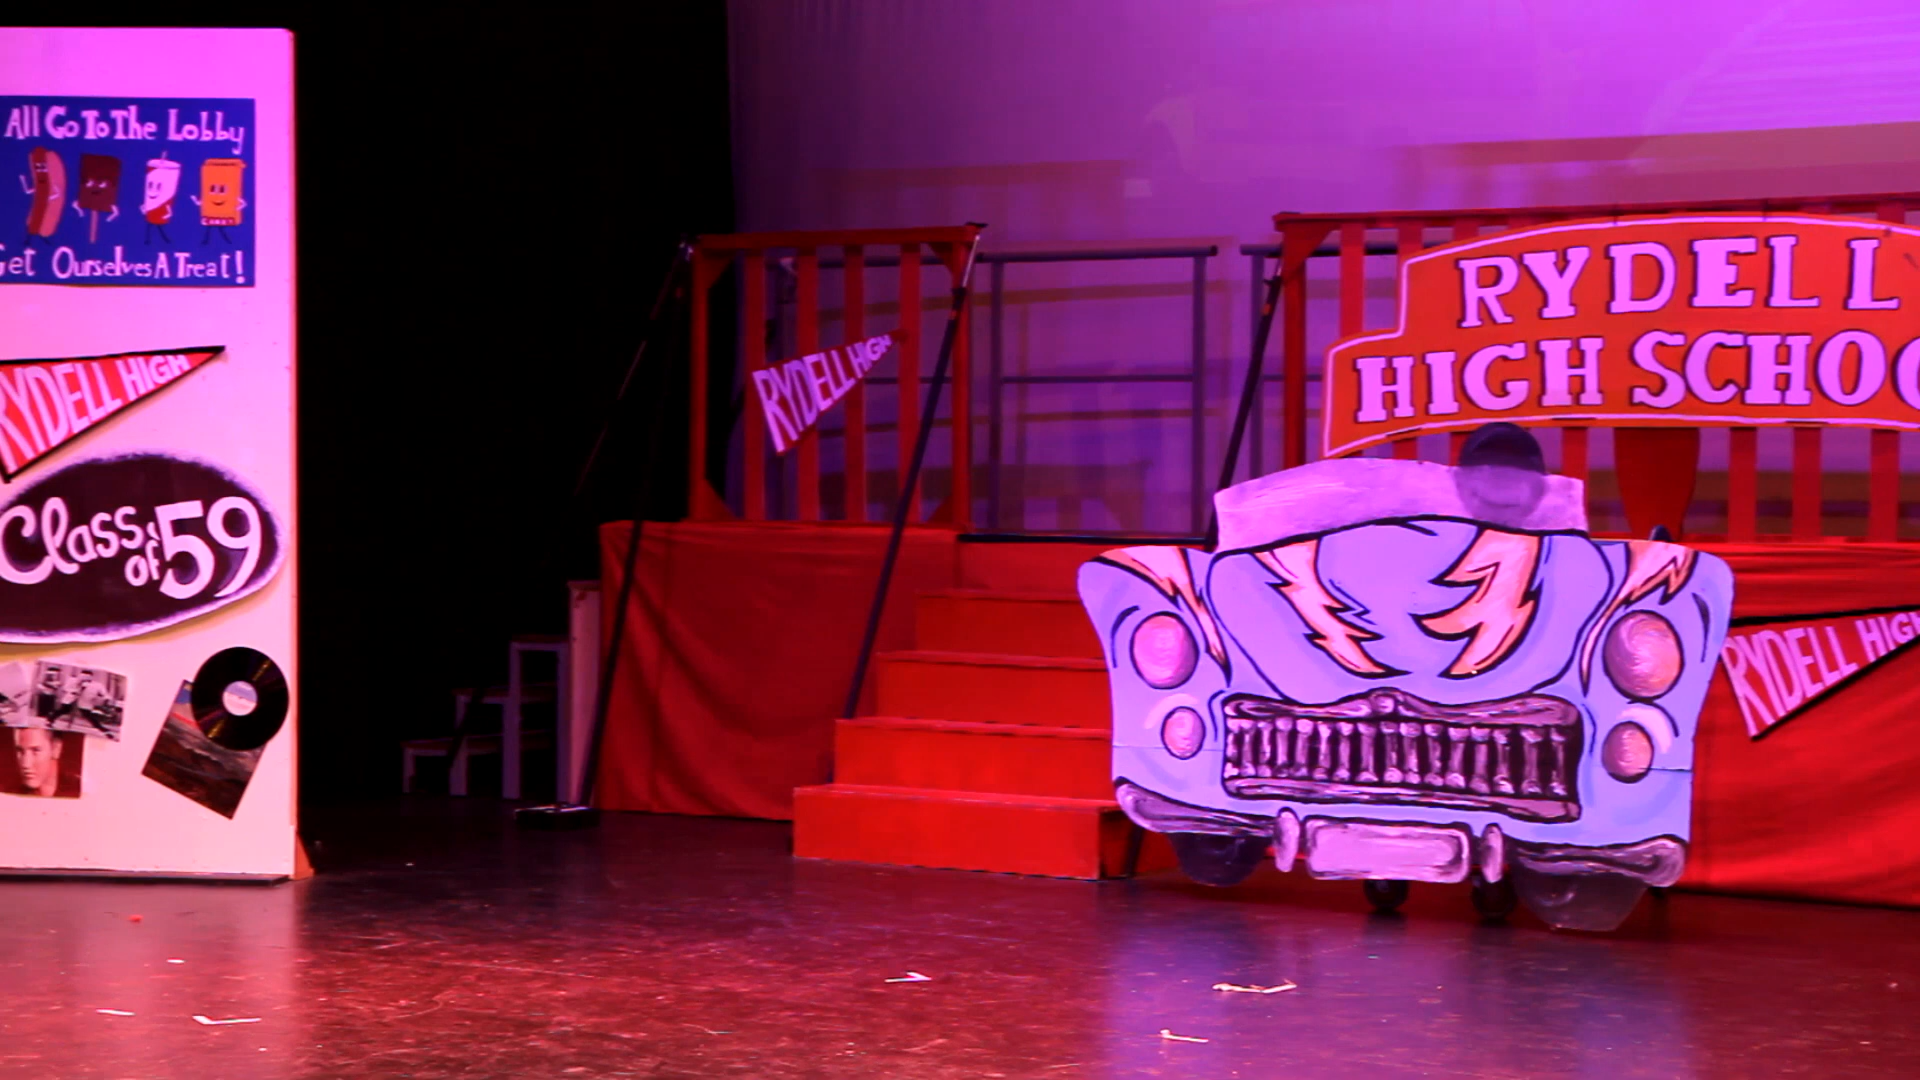 All Go To The Lobby
CANDY
Get Ourselves A Treat!
RYDELL HIGH
Class of 59
RYDELL HIGH
RYDELL
HIGH SCHOO
RYDELL HIGH